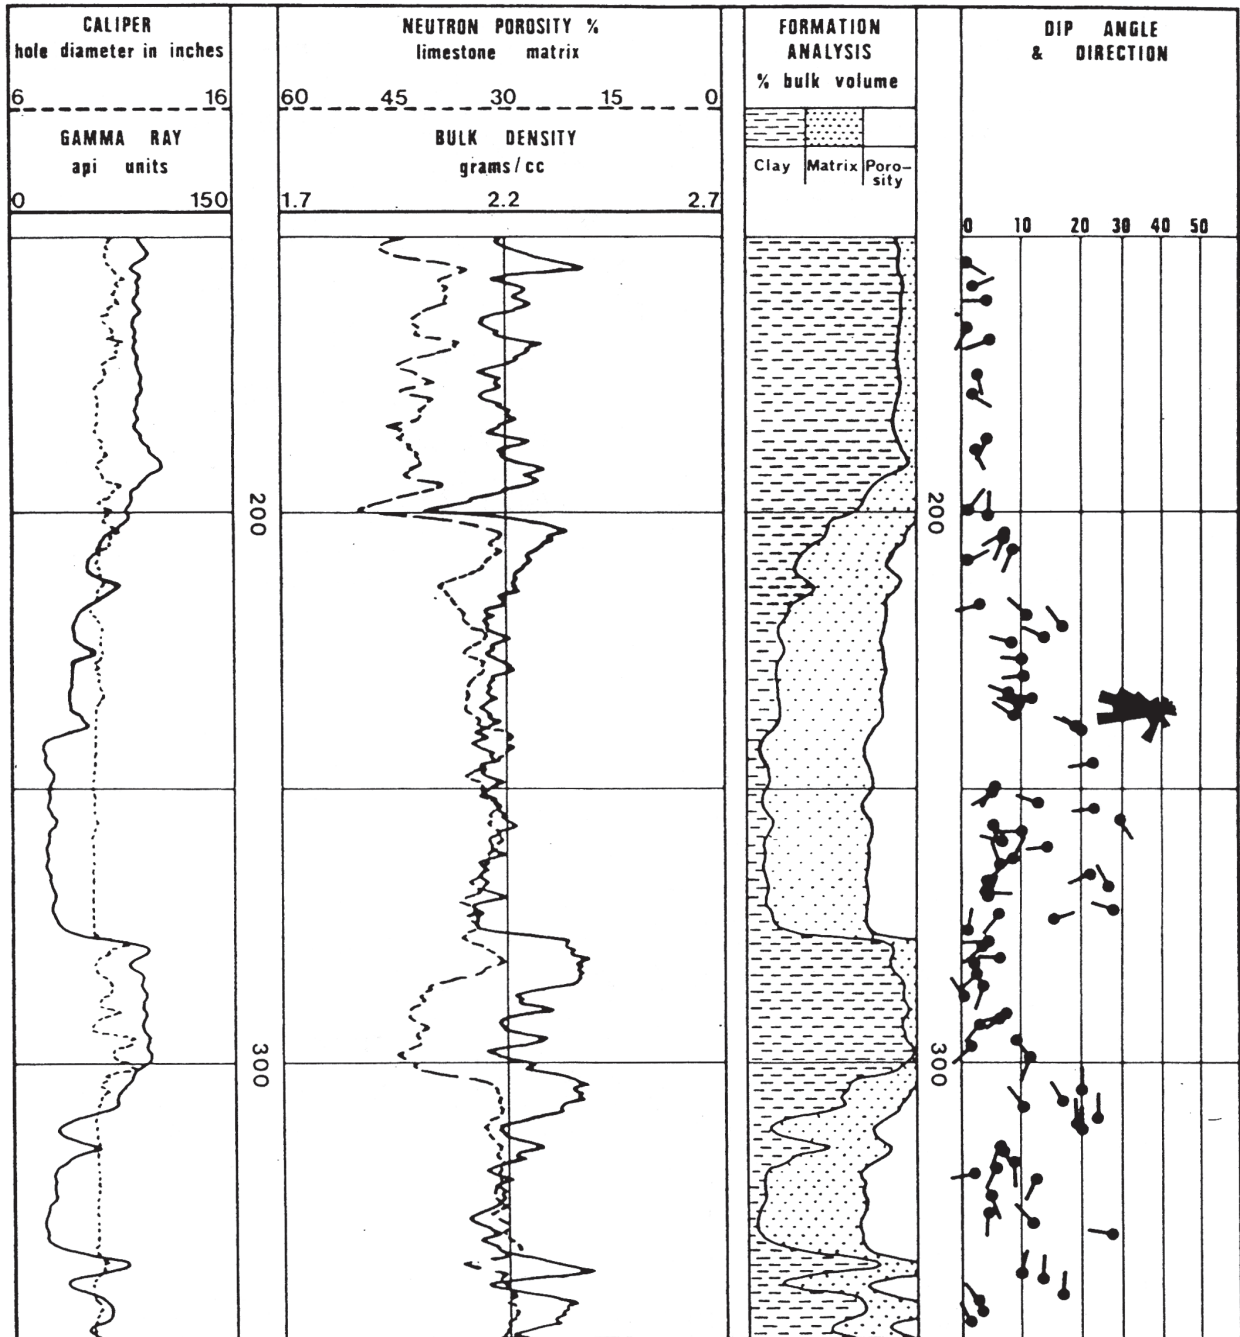 CALIPER
hole diameter in inches
6 16
GAMMA RAY
api units
0 150
NEUTRON POROSITY %
limestone matrix
60 45 30 15 0
BULK DENSITY
grams/cc
1.7 2.2 2.7
FORMATION
ANALYSIS
% bulk volume
Clay Matrix Poro-
sity
DIP ANGLE
& DIRECTION
0 10 20 30 40 50
200 200
300 300